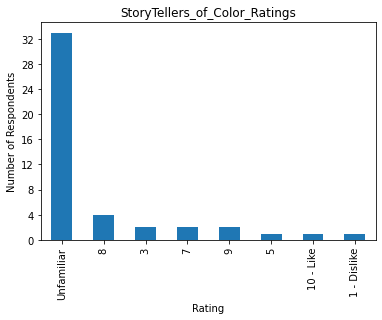 StoryTellers_of_Color_Ratings
Number of Respondents
32
28
24
20
16
12
8
4
0
Unfamiliar
8
3
7
9
5
10 - Like
1 - Dislike
Rating